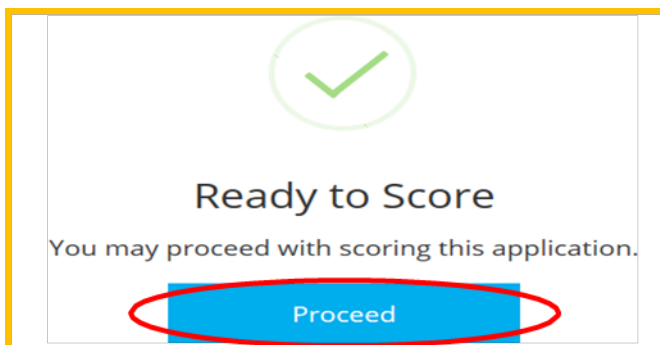 Ready to Score
You may proceed with scoring this application.
Proceed